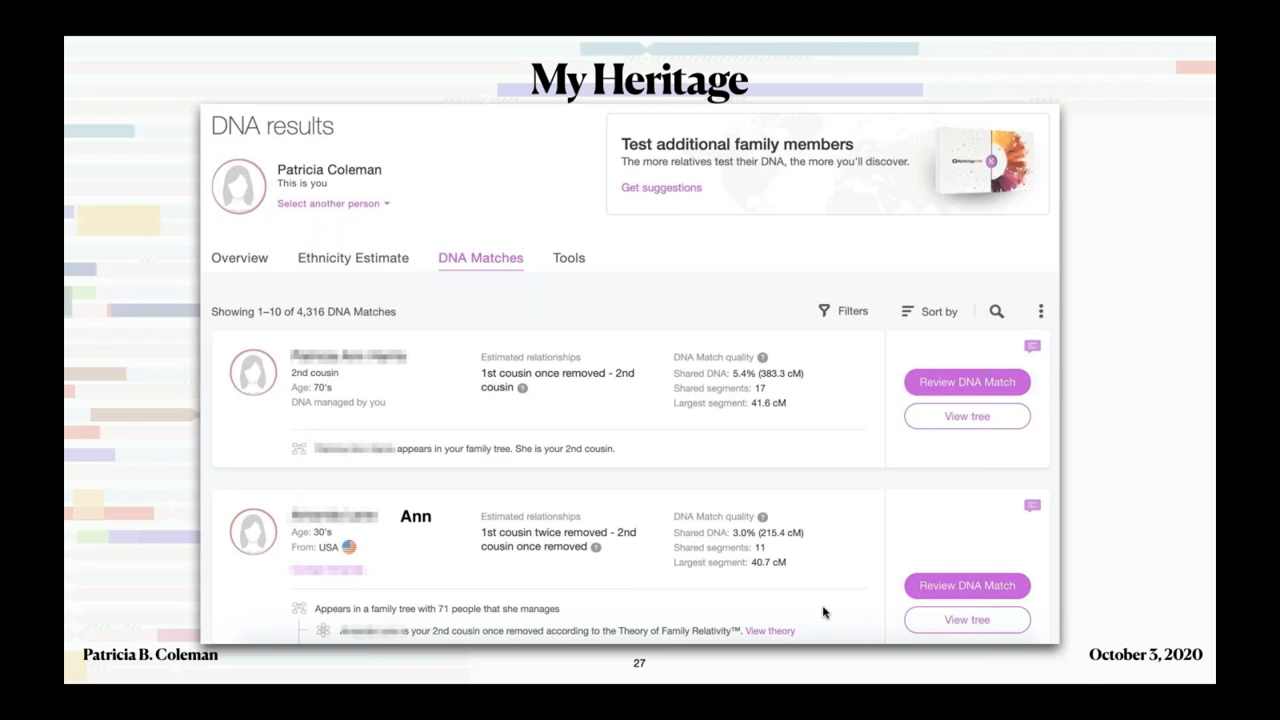 My Heritage
DNA results
Patricia Coleman
This is you
Select another person
Test additional family members
The more relatives test their DNA, the more you'll discover.
Get suggestions
Overview
Ethnicity Estimate
DNA Matches
Tools
Showing 1–10 of 4,316 DNA Matches
Filters
Sort by
2nd cousin
Age: 70's
DNA managed by you
Estimated relationships
1st cousin once removed - 2nd
cousin ?
DNA Match quality ?
Shared DNA: 5.4% (383.3 cM)
Shared segments: 17
Largest segment: 41.6 cM
Review DNA Match
View tree
appears in your family tree. She is your 2nd cousin.
Ann
Age: 30's
From: USA
Estimated relationships
1st cousin twice removed - 2nd
cousin once removed ?
DNA Match quality ?
Shared DNA: 3.0% (215.4 cM)
Shared segments: 11
Largest segment: 40.7 cM
Review DNA Match
View tree
Appears in a family tree with 71 people that she manages
is your 2nd cousin once removed according to the Theory of Family Relativity™. View theory
Patricia B. Coleman
27
October 3, 2020